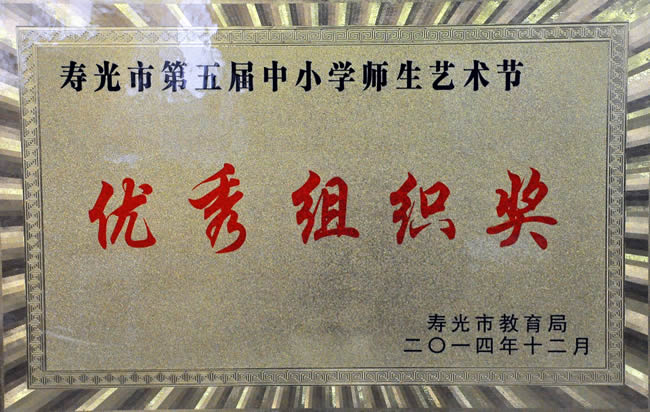 寿光市第五届中小学师生艺术节
优秀组织奖
寿光市教育局
二〇一四年十二月